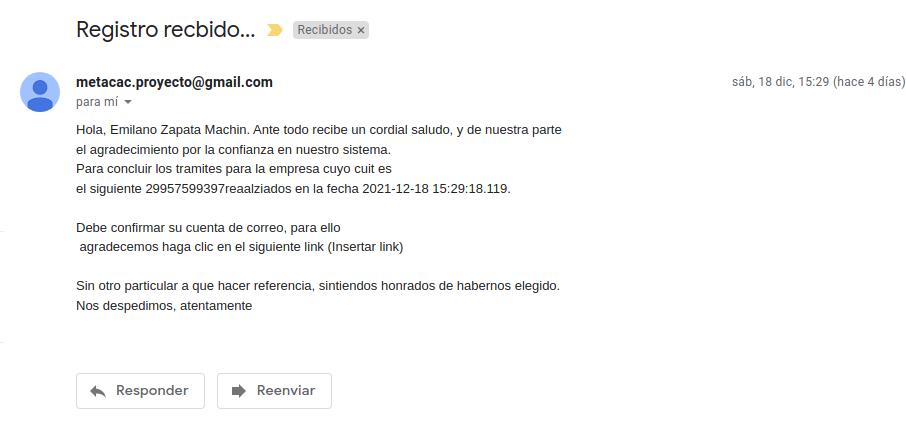 Registro recbido...
Recibidos ×
metacac.proyecto@gmail.com
sáb, 18 dic, 15:29 (hace 4 días)
para mí
Hola, Emilano Zapata Machin. Ante todo recibe un cordial saludo, y de nuestra parte
el agradecimiento por la confianza en nuestro sistema.
Para concluir los tramites para la empresa cuyo cuit es
el siguiente 29957599397reaalziados en la fecha 2021-12-18 15:29:18.119.
Debe confirmar su cuenta de correo, para ello
agradecemos haga clic en el siguiente link (Insertar link)
Sin otro particular a que hacer referencia, sintiendos honrados de habernos elegido.
Nos despedimos, atentamente
Responder
Reenviar